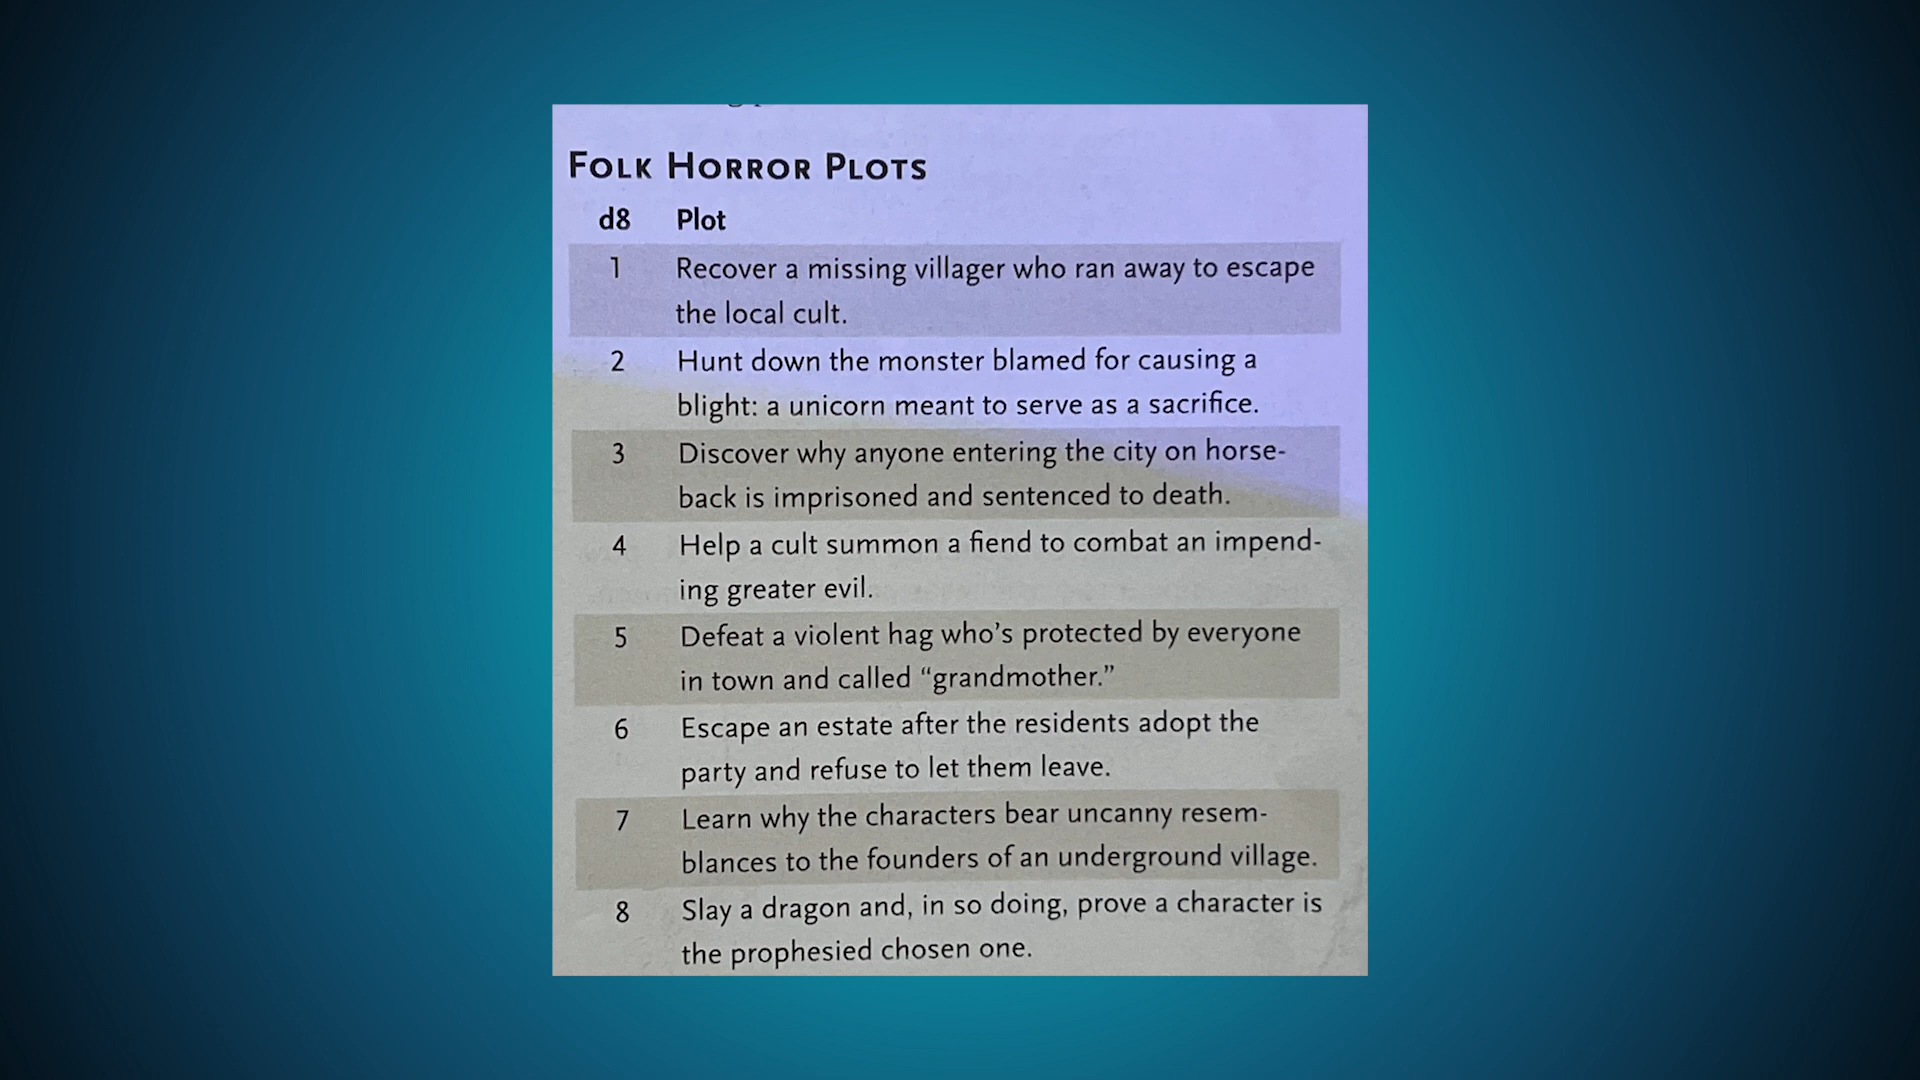 FOLK HORROR PLOTS
d8 Plot
1 Recover a missing villager who ran away to escape
the local cult.
2 Hunt down the monster blamed for causing a
blight: a unicorn meant to serve as a sacrifice.
3 Discover why anyone entering the city on horse-
back is imprisoned and sentenced to death.
4 Help a cult summon a fiend to combat an impend-
ing greater evil.
5 Defeat a violent hag who’s protected by everyone
in town and called “grandmother.”
6 Escape an estate after the residents adopt the
party and refuse to let them leave.
7 Learn why the characters bear uncanny resem-
blances to the founders of an underground village.
8 Slay a dragon and, in so doing, prove a character is
the prophesied chosen one.